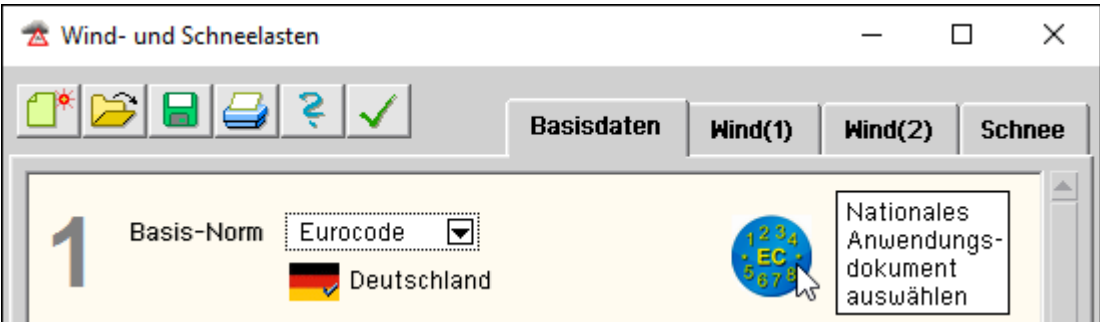 Wind- und Schneelasten
Basisdaten
Wind(1)
Wind(2)
Schnee
1
Basis-Norm
Eurocode
Deutschland
1 2 3 4
EC
5 6 7 8
Nationales
Anwendungs-
dokument
auswählen